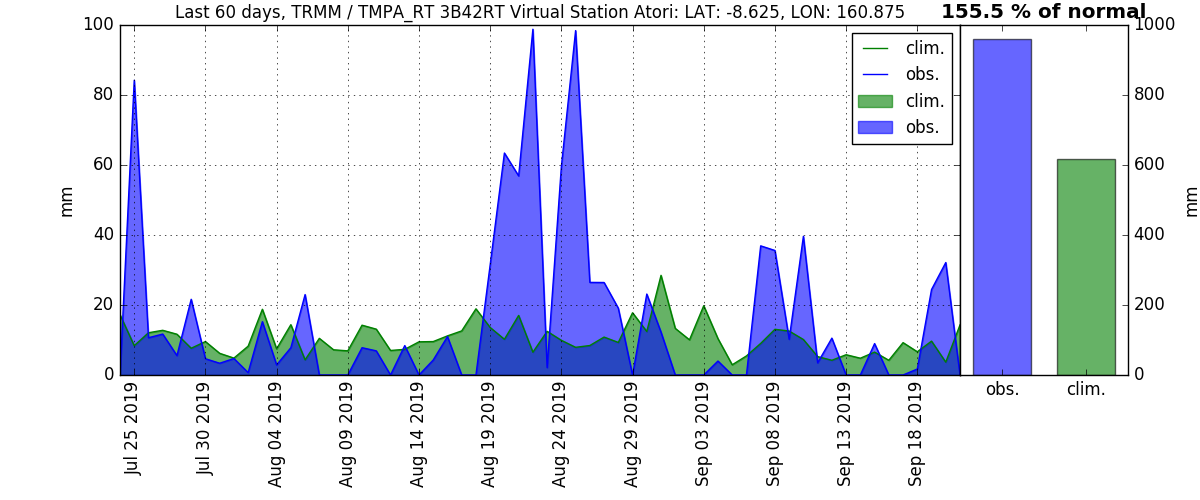 Last 60 days, TRMM / TMPA_RT 3B42RT Virtual Station Atori: LAT: -8.625, LON: 160.875
155.5 % of normal
100
80
60
40
20
0
mm
clim.
obs.
clim.
obs.
1000
800
600
400
200
0
mm
obs.
clim.
Jul 25 2019
Jul 30 2019
Aug 04 2019
Aug 09 2019
Aug 14 2019
Aug 19 2019
Aug 24 2019
Aug 29 2019
Sep 03 2019
Sep 08 2019
Sep 13 2019
Sep 18 2019